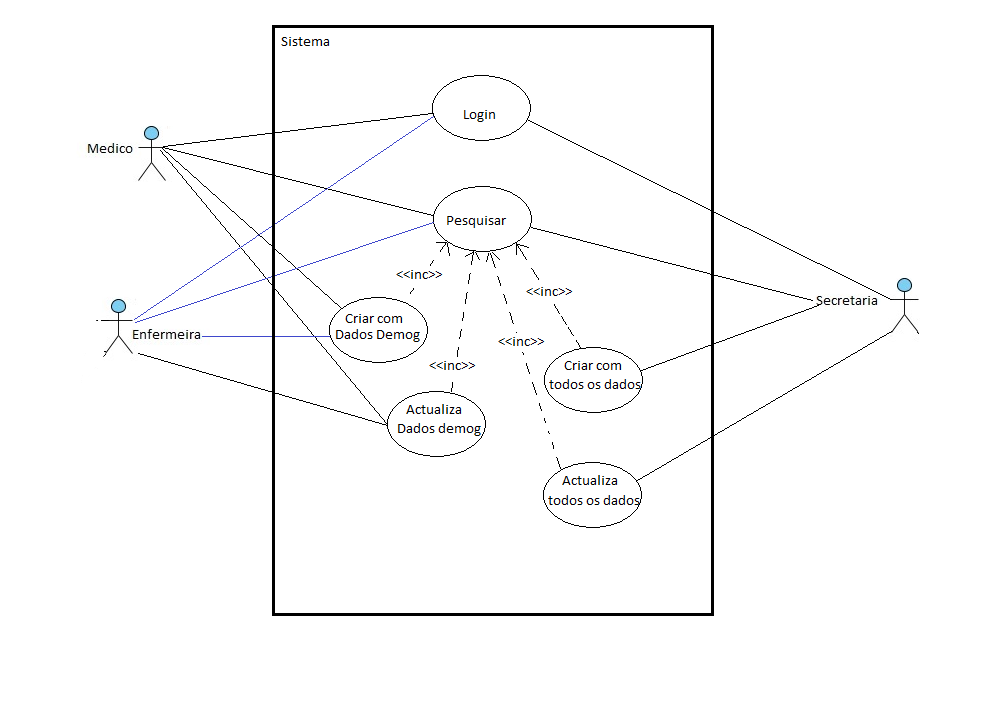 Sistema
Login
Medico
Pesquisar
<<inc>>
<<inc>>
Secretaria
Criar com
Dados Demog
Enfermeira
<<inc>>
<<inc>>
Criar com
todos os dados
Actualiza
Dados demog
Actualiza
todos os dados